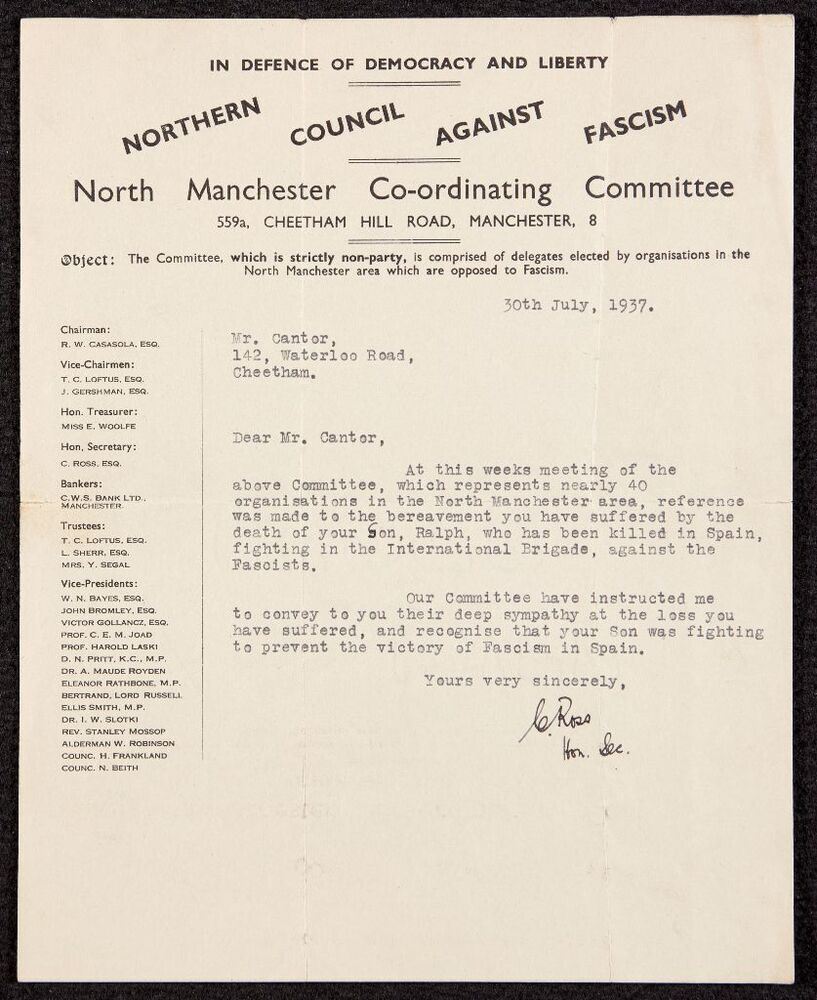 IN DEFENCE OF DEMOCRACY AND LIBERTY
NORTHERN COUNCIL AGAINST FASCISM
North Manchester Co-ordinating Committee
559a, CHEETHAM HILL ROAD, MANCHESTER, 8
Object: The Committee, which is strictly non-party, is comprised of delegates elected by organisations in the
North Manchester area which are opposed to Fascism.
30th July, 1937.
Chairman:
R. W. CASASOLA, ESQ.
Vice-Chairmen:
T. C. LOFTUS, ESQ.
J. GERSHMAN, ESQ.
Hon. Treasurer:
MISS E. WOOLFE
Hon, Secretary:
C. ROSS, ESQ.
Bankers:
C.W.S. BANK LTD.,
MANCHESTER.
Trustees:
T. C. LOFTUS, ESQ.
L. SHERR, ESQ.
MRS, Y. SEGAL
Vice-Presidents:
W. N. BAYES, ESQ.
JOHN BROMLEY, ESQ.
VICTOR GOLLANCZ, ESQ.
PROF. C. E. M. JOAD
PROF. HAROLD LASKI
D. N. PRITT, K.C., M.P.
DR. A. MAUDE ROYDEN
ELEANOR RATHBONE, M.P.
BERTRAND, LORD RUSSELL
ELLIS SMITH, M.P.
DR. I. W. SLOTKI
REV. STANLEY MOSSOP
ALDERMAN W. ROBINSON
COUNC. H. FRANKLAND
COUNC. N. BEITH
Mr. Cantor,
142, Waterloo Road,
Cheetham.
Dear Mr. Cantor,
At this weeks meeting of the
above Committee, which represents nearly 40
organisations in the North Manchester area, reference
was made to the bereavement you have suffered by the
death of your Son, Ralph, who has been killed in Spain,
fighting in the International Brigade, against the
Fascists.
Our Committee have instructed me
to convey to you their deep sympathy at the loss you
have suffered, and recognise that your Son was fighting
to prevent the victory of Fascism in Spain.
Yours very sincerely,
C. Ross
Hon. Sec.